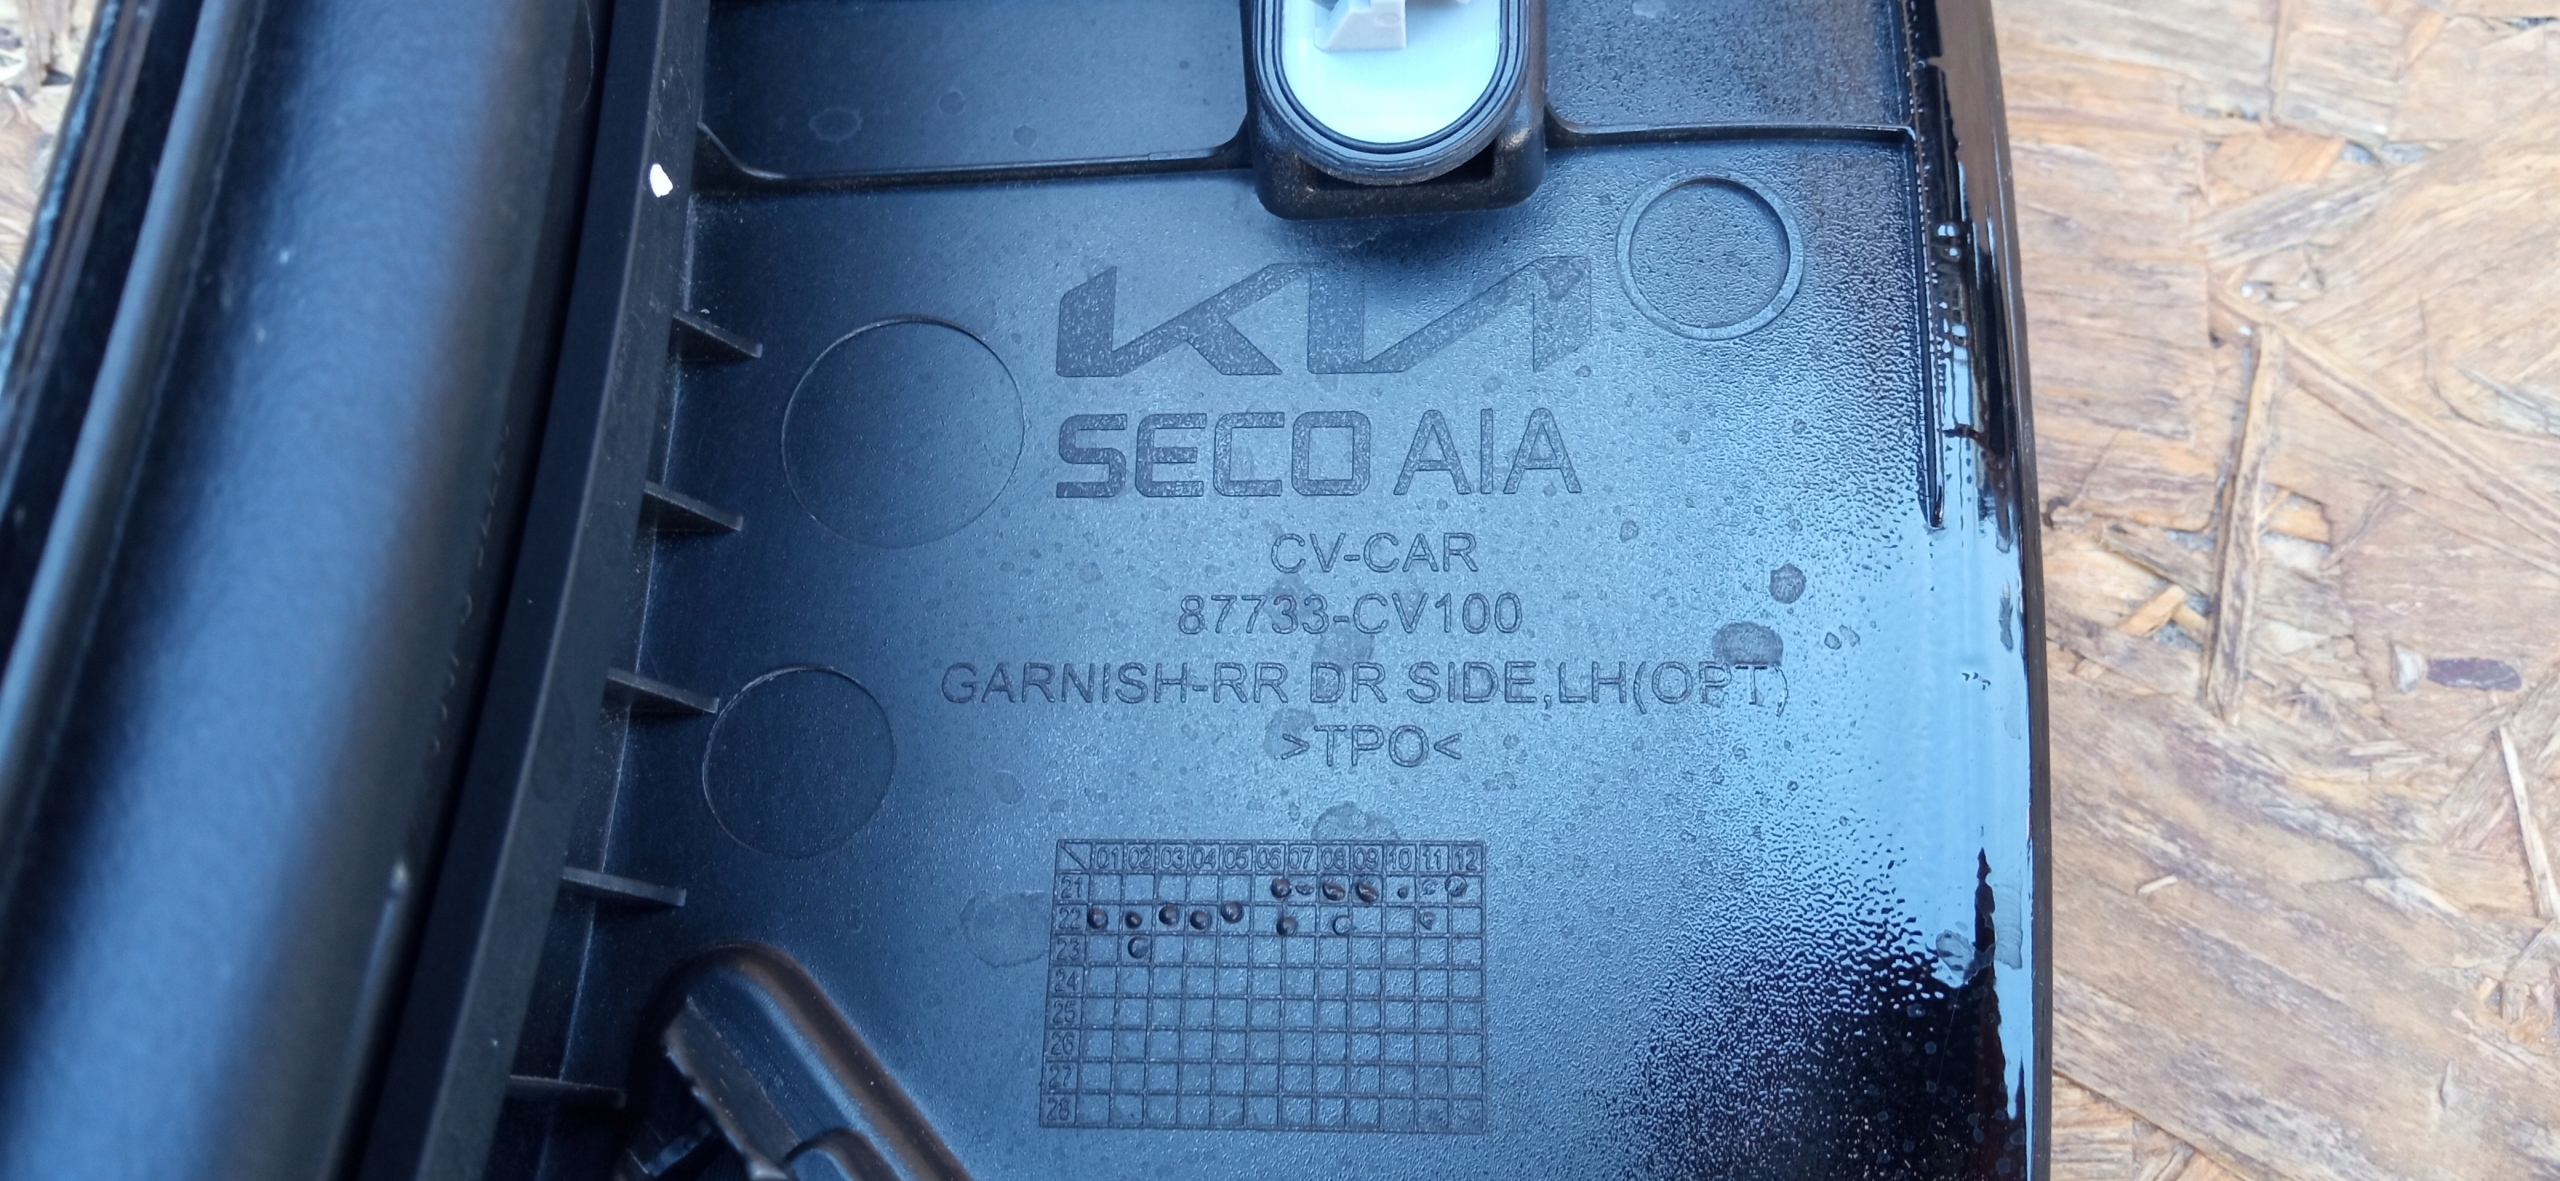 KIA
SECO AIA
CV-CAR
87733-CV100
GARNISH-RR DR SIDE,LH(OPT)
>TPO<
01 02 03 04 05 06 07 08 09 10 11 12
21
22
23
24
25
26
27
28